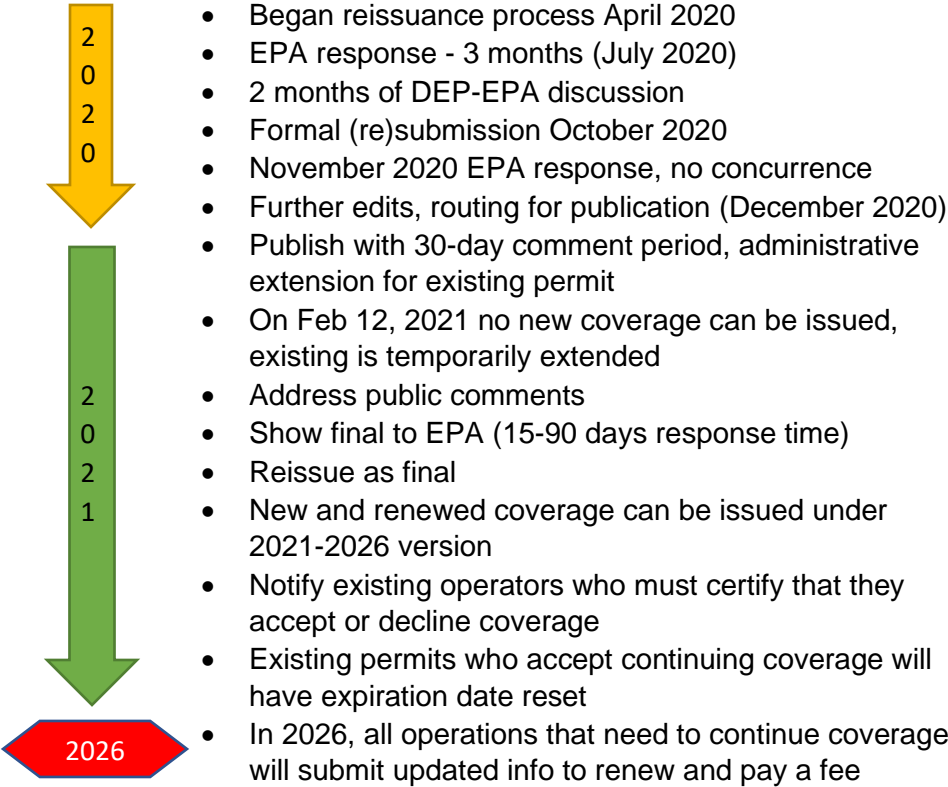 2
0
2
0
• Began reissuance process April 2020
• EPA response - 3 months (July 2020)
• 2 months of DEP-EPA discussion
• Formal (re)submission October 2020
• November 2020 EPA response, no concurrence
• Further edits, routing for publication (December 2020)
2
0
2
1
• Publish with 30-day comment period, administrative
extension for existing permit
• On Feb 12, 2021 no new coverage can be issued,
existing is temporarily extended
• Address public comments
• Show final to EPA (15-90 days response time)
• Reissue as final
• New and renewed coverage can be issued under
2021-2026 version
• Notify existing operators who must certify that they
accept or decline coverage
• Existing permits who accept continuing coverage will
have expiration date reset
2026
• In 2026, all operations that need to continue coverage
will submit updated info to renew and pay a fee